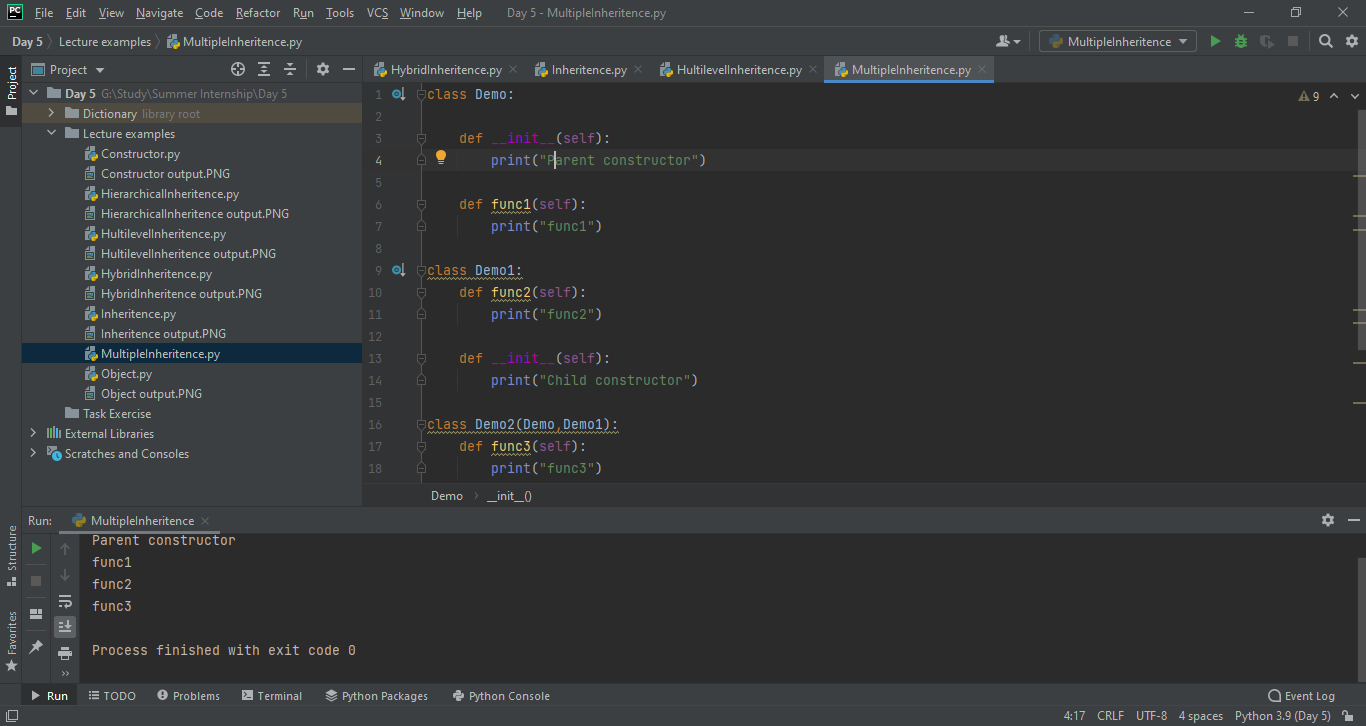 PC File Edit View Navigate Code Refactor Run Tools VCS Window Help Day 5 - MultipleInheritence.py
Day 5 Lecture examples MultipleInheritence.py MultipleInheritence
Project
Project
HybridInheritence.py Inheritence.py HultilevelInheritence.py MultipleInheritence.py
Day 5 G:\Study\Summer Internship\Day 5
Dictionary library root
Lecture examples
Constructor.py
Constructor output.PNG
HierarchicalInheritence.py
HierarchicalInheritence output.PNG
HultilevelInheritence.py
HultilevelInheritence output.PNG
HybridInheritence.py
HybridInheritence output.PNG
Inheritence.py
Inheritence output.PNG
MultipleInheritence.py
Object.py
Object output.PNG
Task Exercise
External Libraries
Scratches and Consoles
9
1 class Demo:
2
3 def __init__(self):
4 print("Parent constructor")
5
6 def func1(self):
7 print("func1")
8
9 class Demo1:
10 def func2(self):
11 print("func2")
12
13 def __init__(self):
14 print("Child constructor")
15
16 class Demo2(Demo,Demo1):
17 def func3(self):
18 print("func3")
Demo __init__()
Run: MultipleInheritence
Structure
Favorites
Parent constructor
func1
func2
func3
Process finished with exit code 0
Run TODO Problems Terminal Python Packages Python Console Event Log
4:17 CRLF UTF-8 4 spaces Python 3.9 (Day 5)